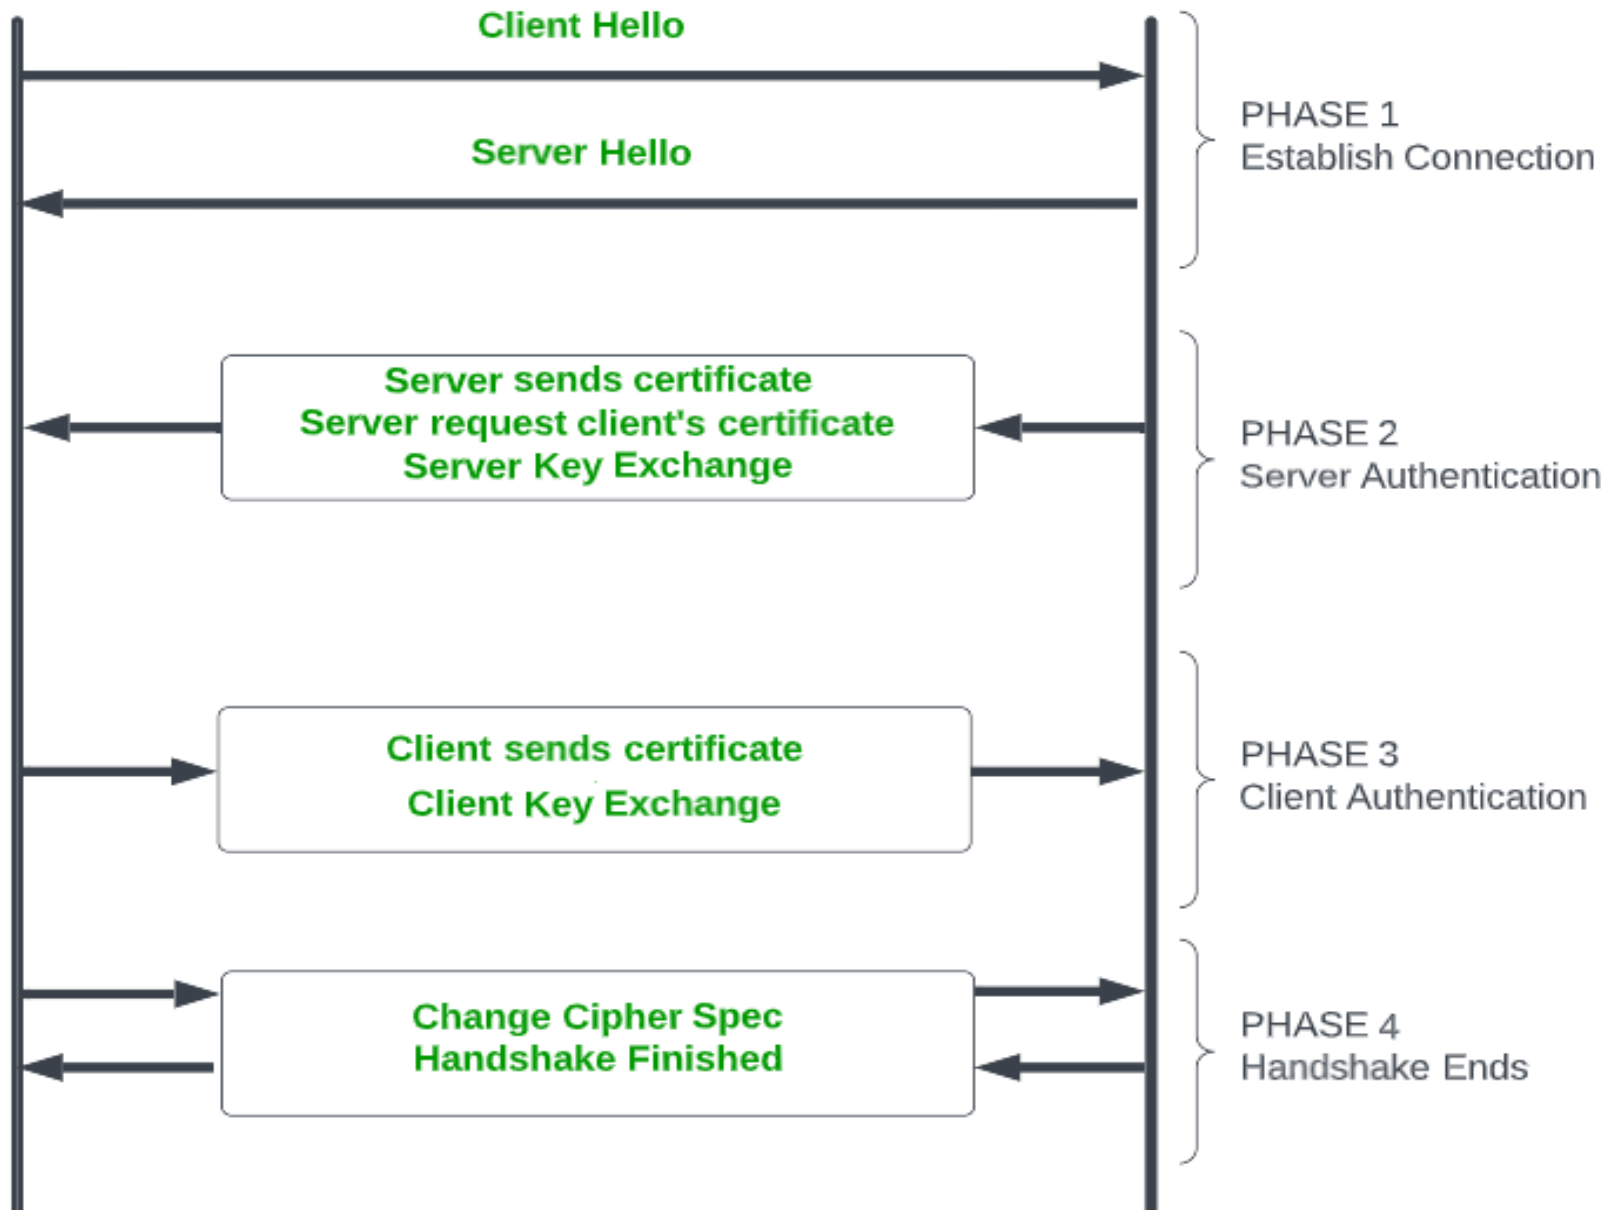 Client Hello
Server Hello
PHASE 1
Establish Connection
Server sends certificate
Server request client's certificate
Server Key Exchange
PHASE 2
Server Authentication
Client sends certificate
Client Key Exchange
PHASE 3
Client Authentication
Change Cipher Spec
Handshake Finished
PHASE 4
Handshake Ends